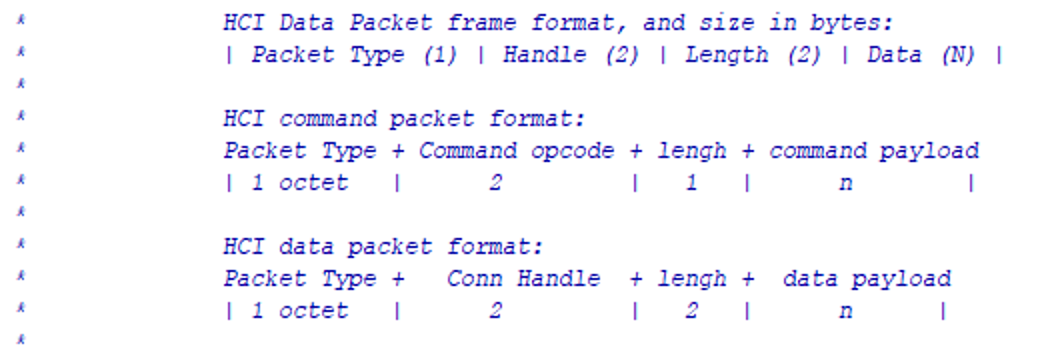 * HCI Data Packet frame format, and size in bytes:
* | Packet Type (1) | Handle (2) | Length (2) | Data (N) |
*
* HCI command packet format:
* Packet Type + Command opcode + lengh + command payload
* | 1 octet | 2 | 1 | n |
*
* HCI data packet format:
* Packet Type + Conn Handle + lengh + data payload
* | 1 octet | 2 | 2 | n |
*